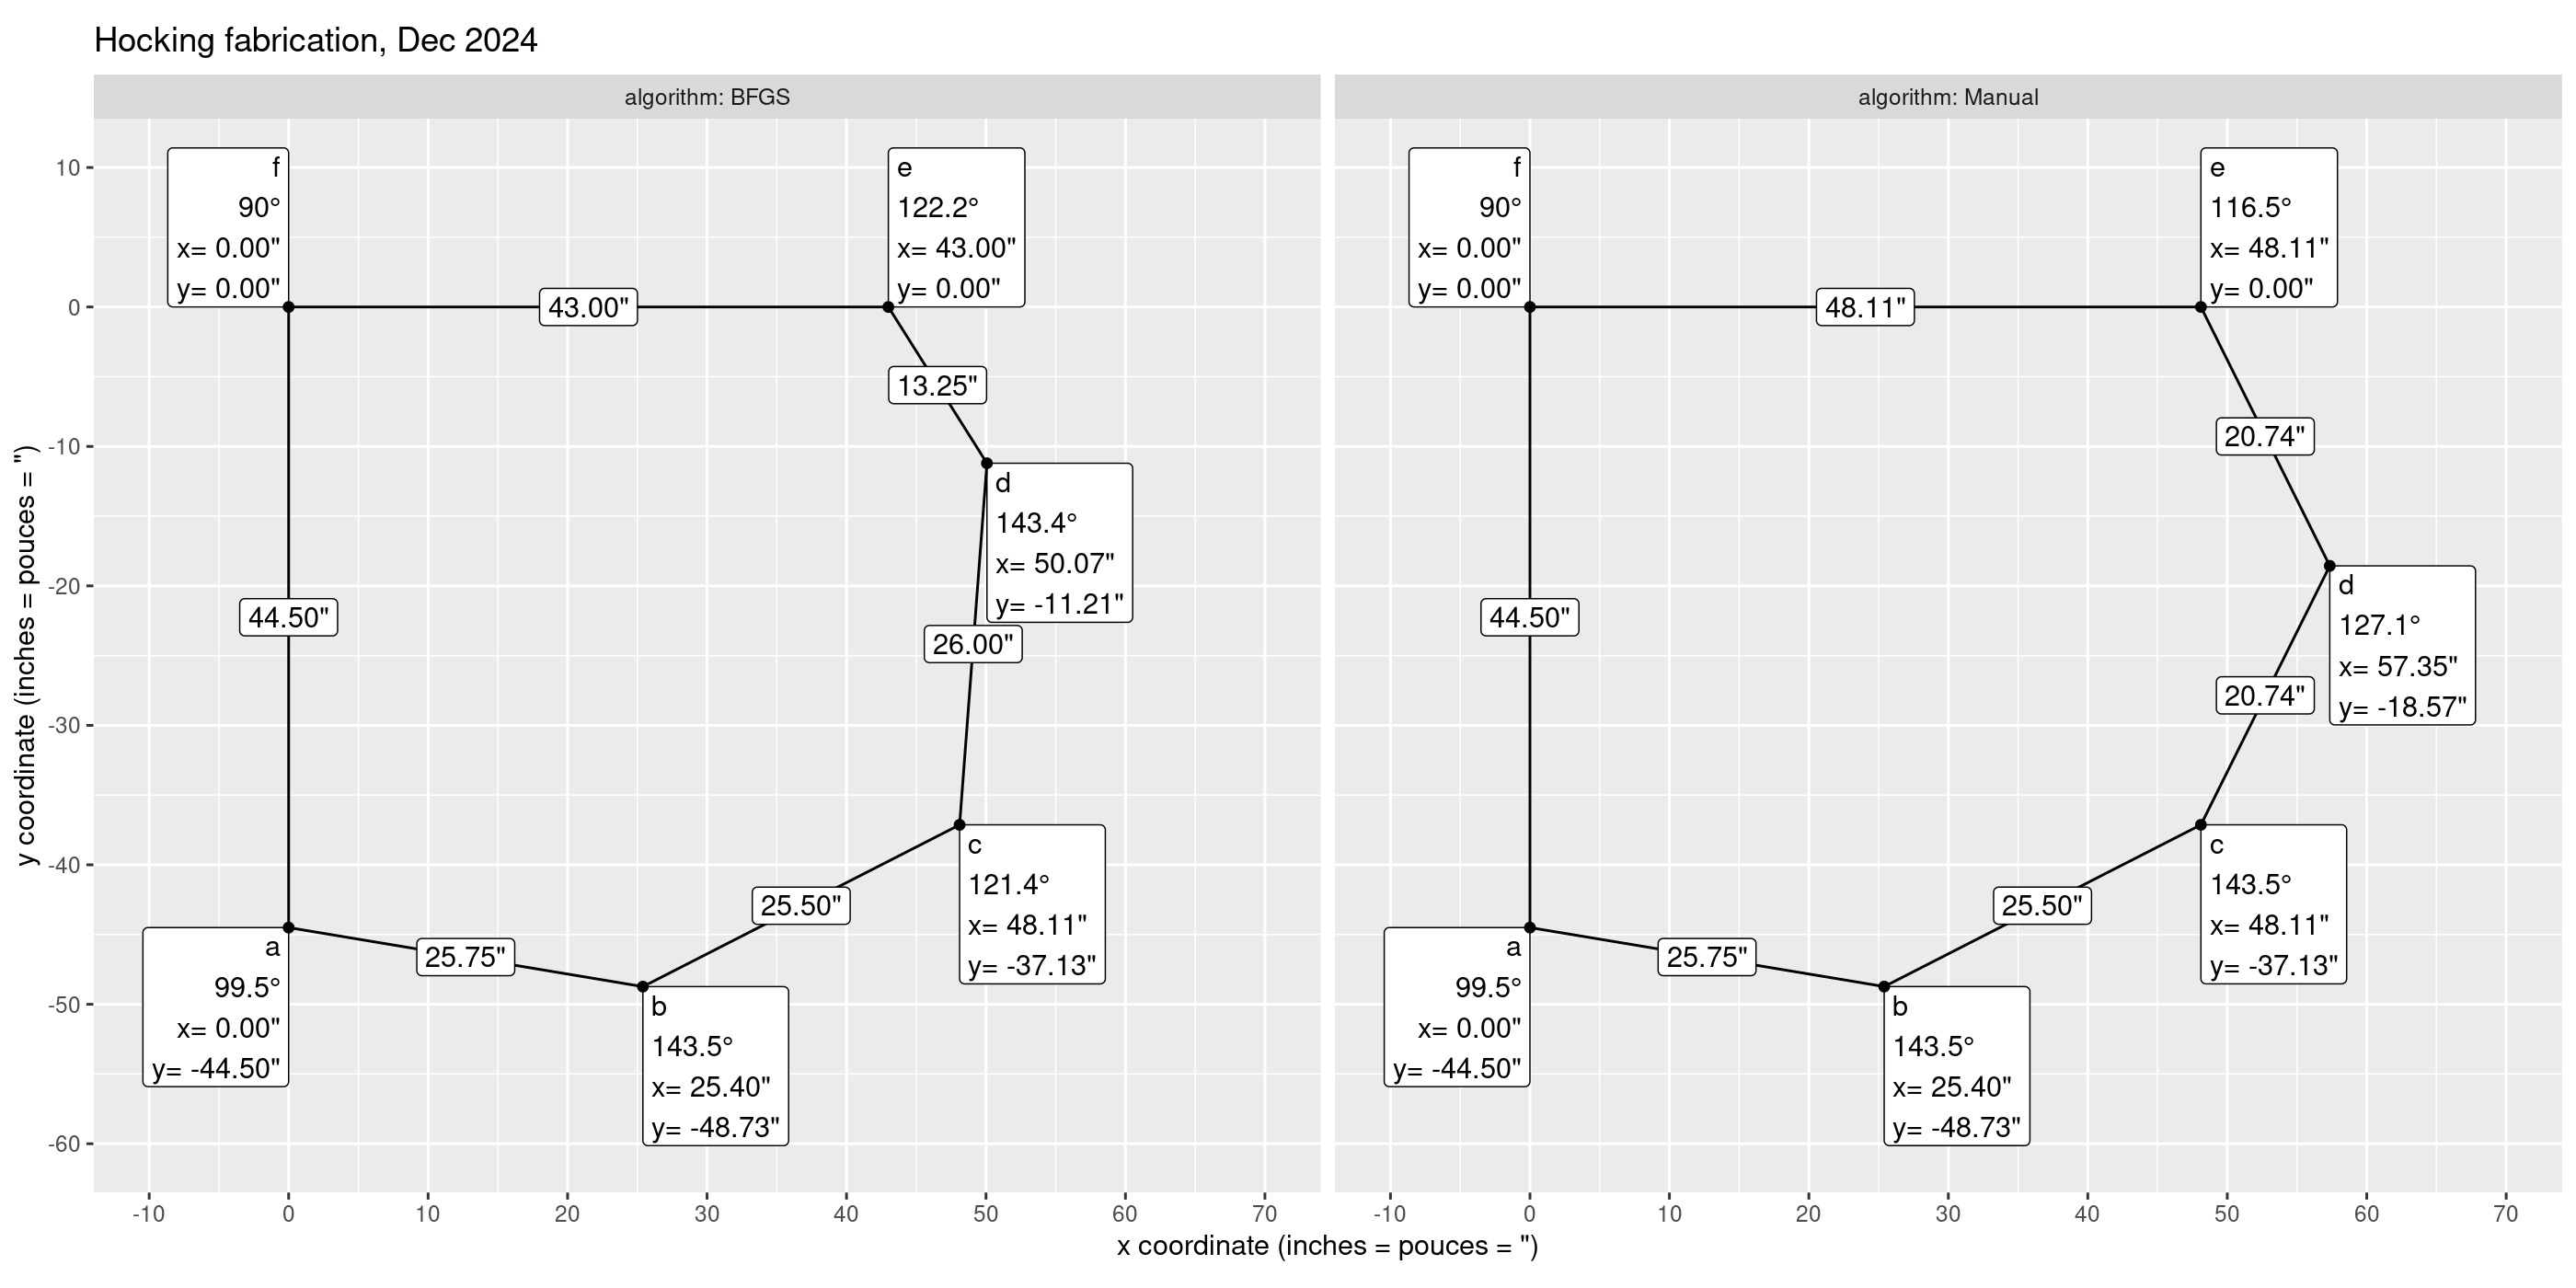 Hocking fabrication, Dec 2024
algorithm: BFGS
algorithm: Manual
y coordinate (inches = pouces = ")
10
0
-10
-20
-30
-40
-50
-60
f
90°
x= 0.00"
y= 0.00"
43.00"
e
122.2°
x= 43.00"
y= 0.00"
13.25"
d
143.4°
x= 50.07"
y= -11.21"
44.50"
26.00"
c
121.4°
x= 48.11"
y= -37.13"
25.50"
25.75"
a
99.5°
x= 0.00"
y= -44.50"
b
143.5°
x= 25.40"
y= -48.73"
f
90°
x= 0.00"
y= 0.00"
48.11"
e
116.5°
x= 48.11"
y= 0.00"
20.74"
d
127.1°
x= 57.35"
y= -18.57"
44.50"
20.74"
c
143.5°
x= 48.11"
y= -37.13"
25.50"
25.75"
a
99.5°
x= 0.00"
y= -44.50"
b
143.5°
x= 25.40"
y= -48.73"
-10 0 10 20 30 40 50 60 70
-10 0 10 20 30 40 50 60 70
x coordinate (inches = pouces = ")